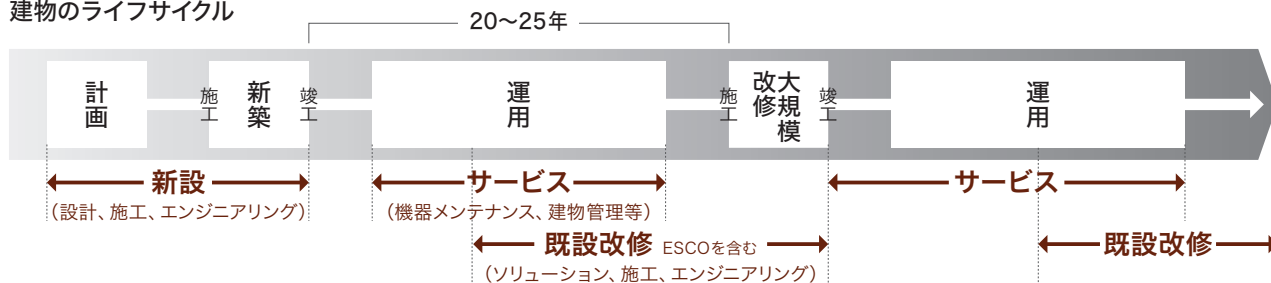 建物のライフサイクル
20～25年
計画
施工
新築
竣工
運用
施工
大規模
改修
竣工
運用
新設
（設計、施工、エンジニアリング）
サービス
（機器メンテナンス、建物管理等）
サービス
既設改修 ESCOを含む
（ソリューション、施工、エンジニアリング）
既設改修